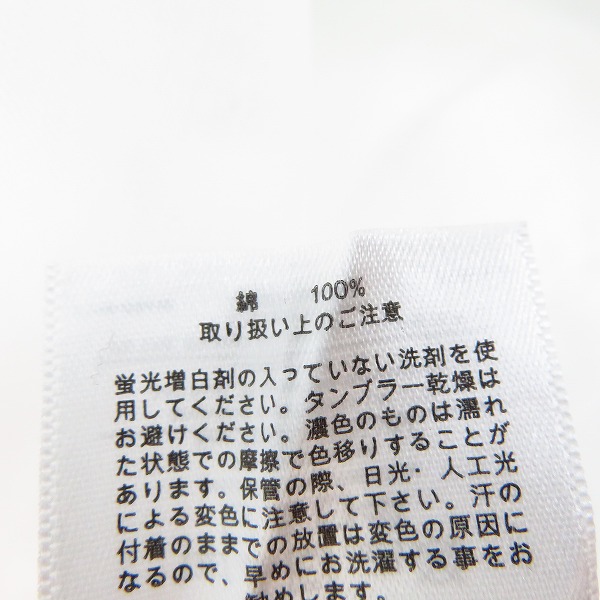 綿 100%
取り扱い上のご注意
蛍光増白剤の入っていない洗剤を使
用してください。タンブラー乾燥は
お避けください。濃色のものは濡れ
た状態での摩擦で色移りすることが
あります。保管の際、日光・人工光
による変色に注意して下さい。汗の
付着のままでの放置は変色の原因に
なるので、早めにお洗濯する事をお
勧めします。